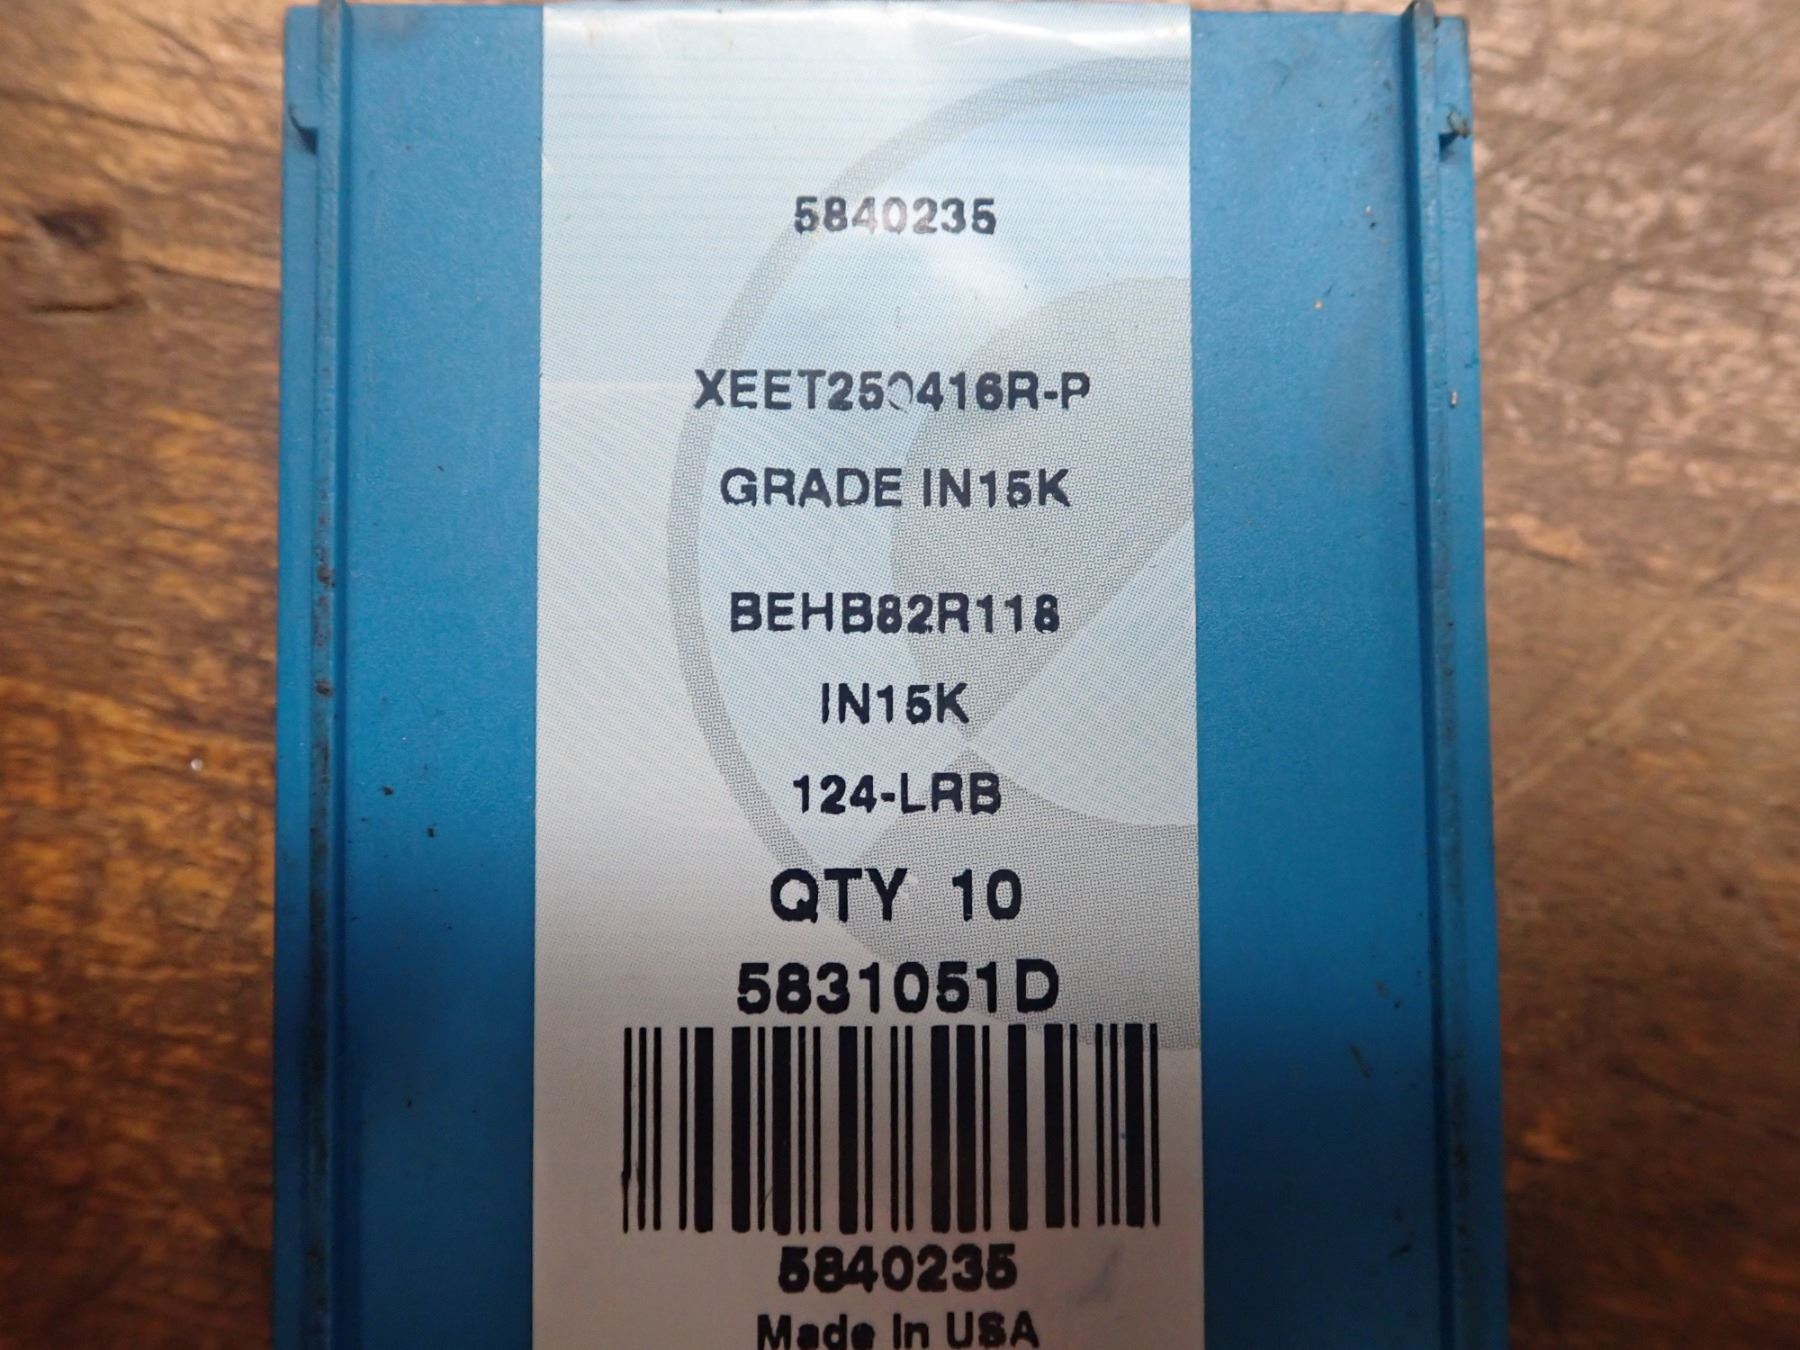 5840235
XEET250416R-P
GRADE IN15K
BEHB82R118
IN15K
124-LRB
QTY 10
5831051D
5840235
Made In USA